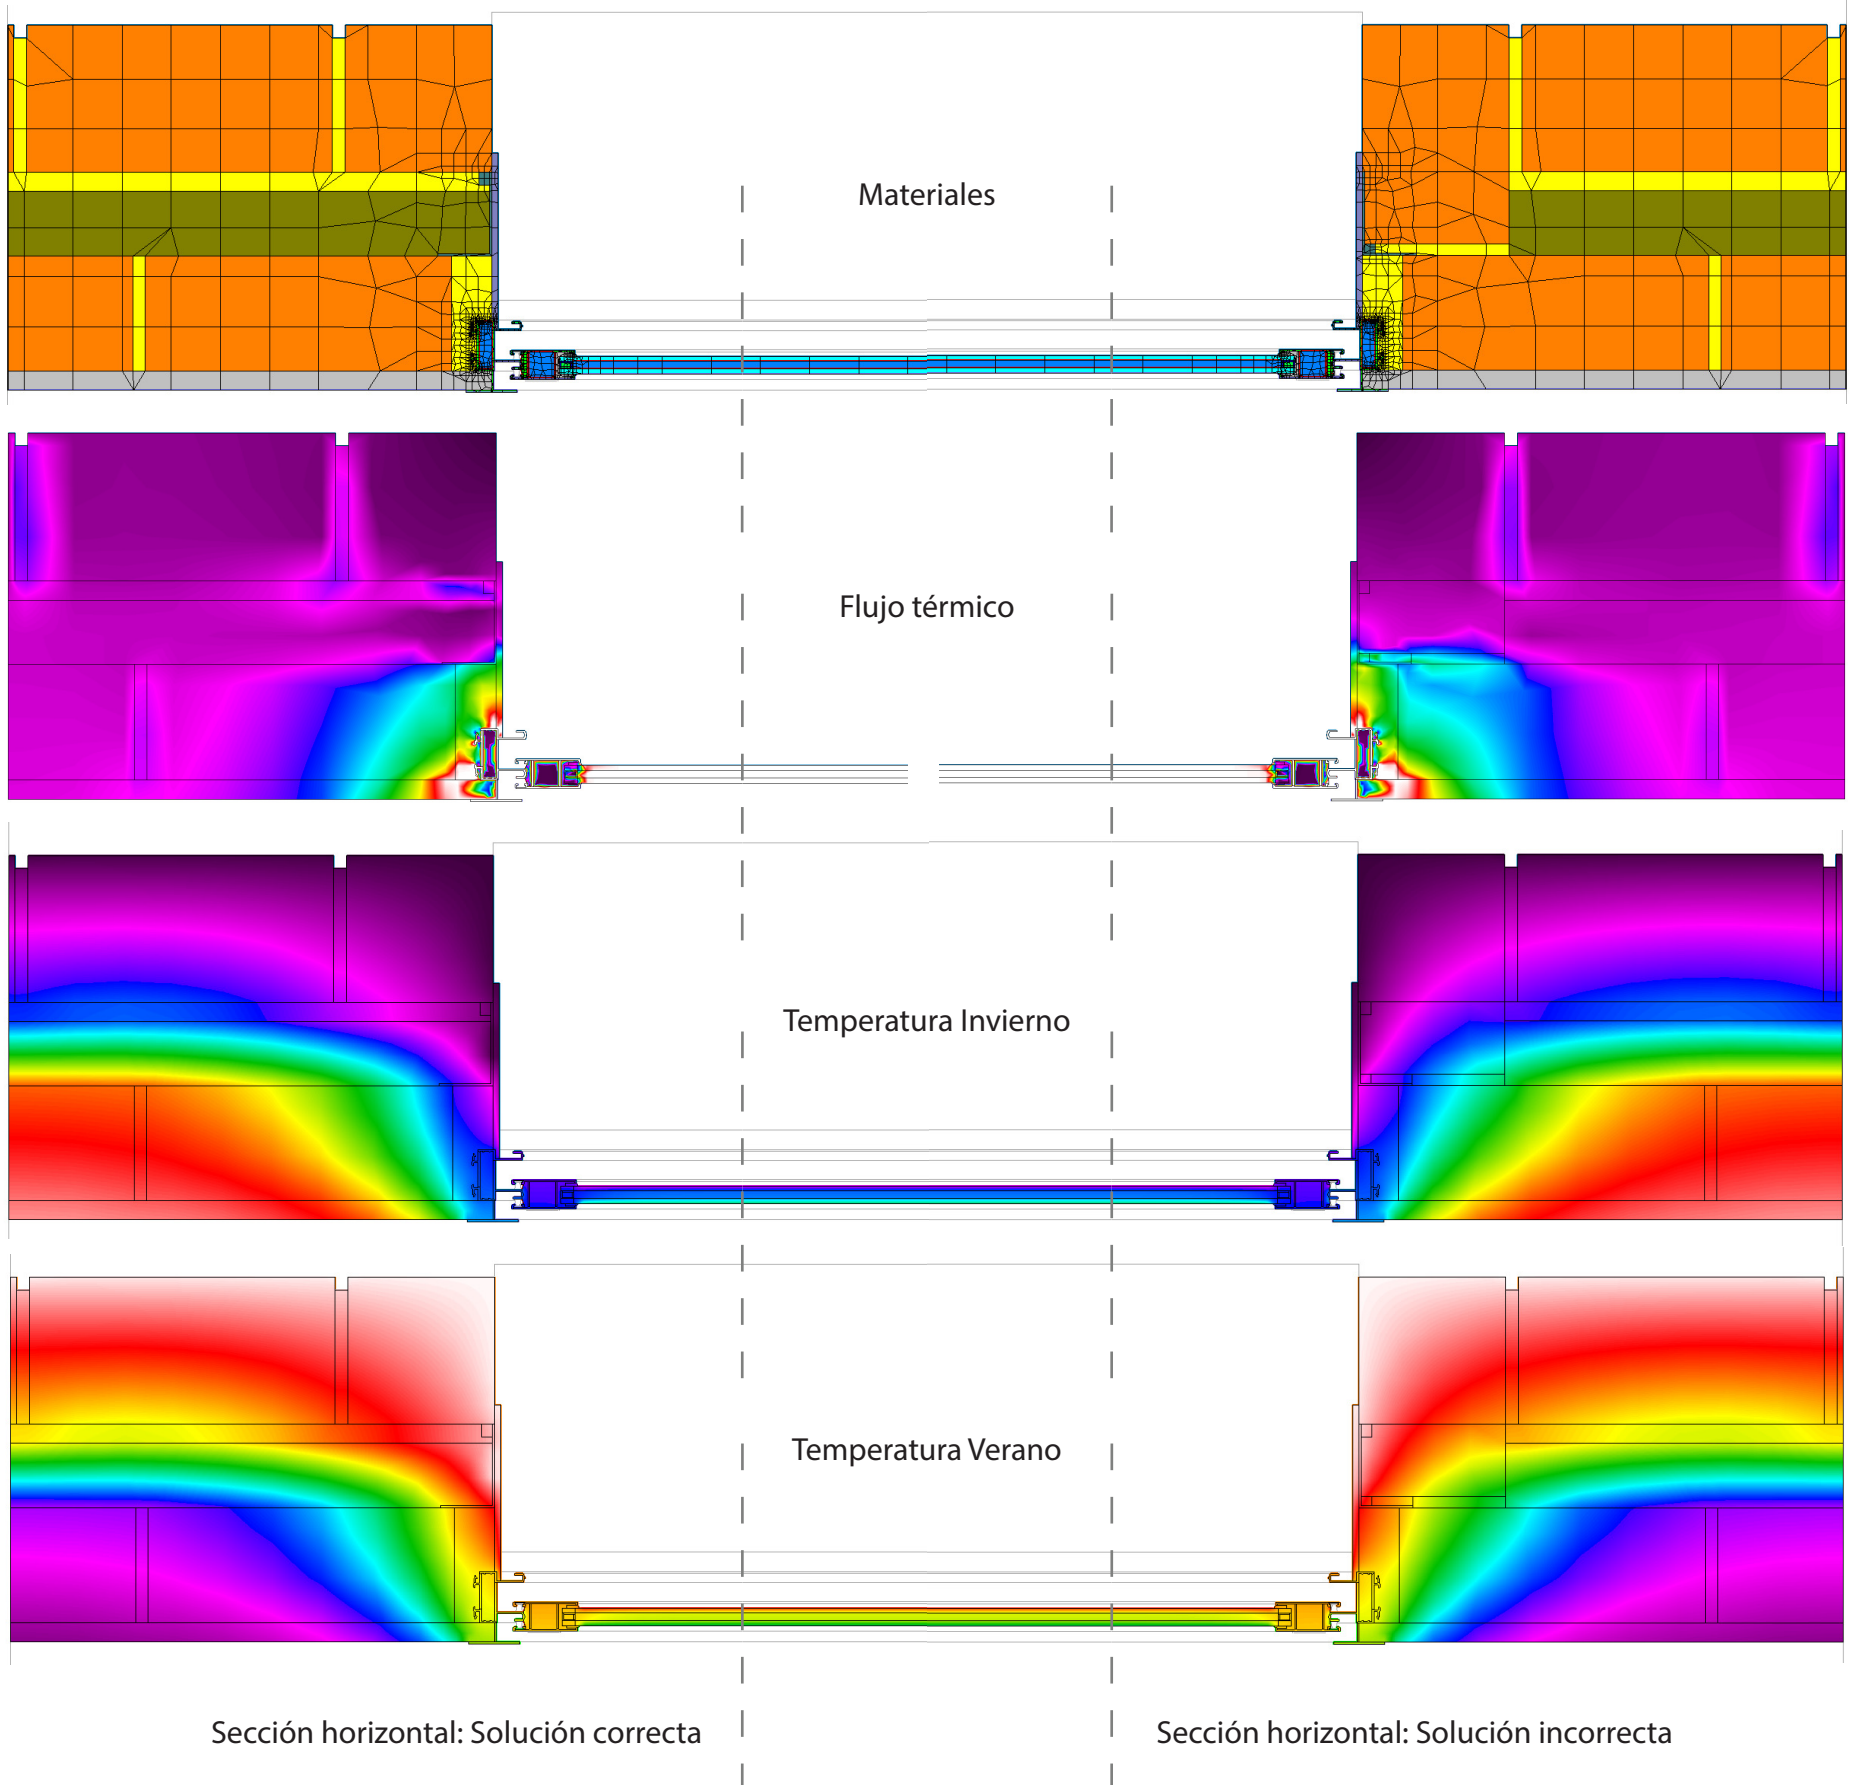 Materiales
Flujo térmico
Temperatura Invierno
Temperatura Verano
Sección horizontal: Solución correcta
Sección horizontal: Solución incorrecta